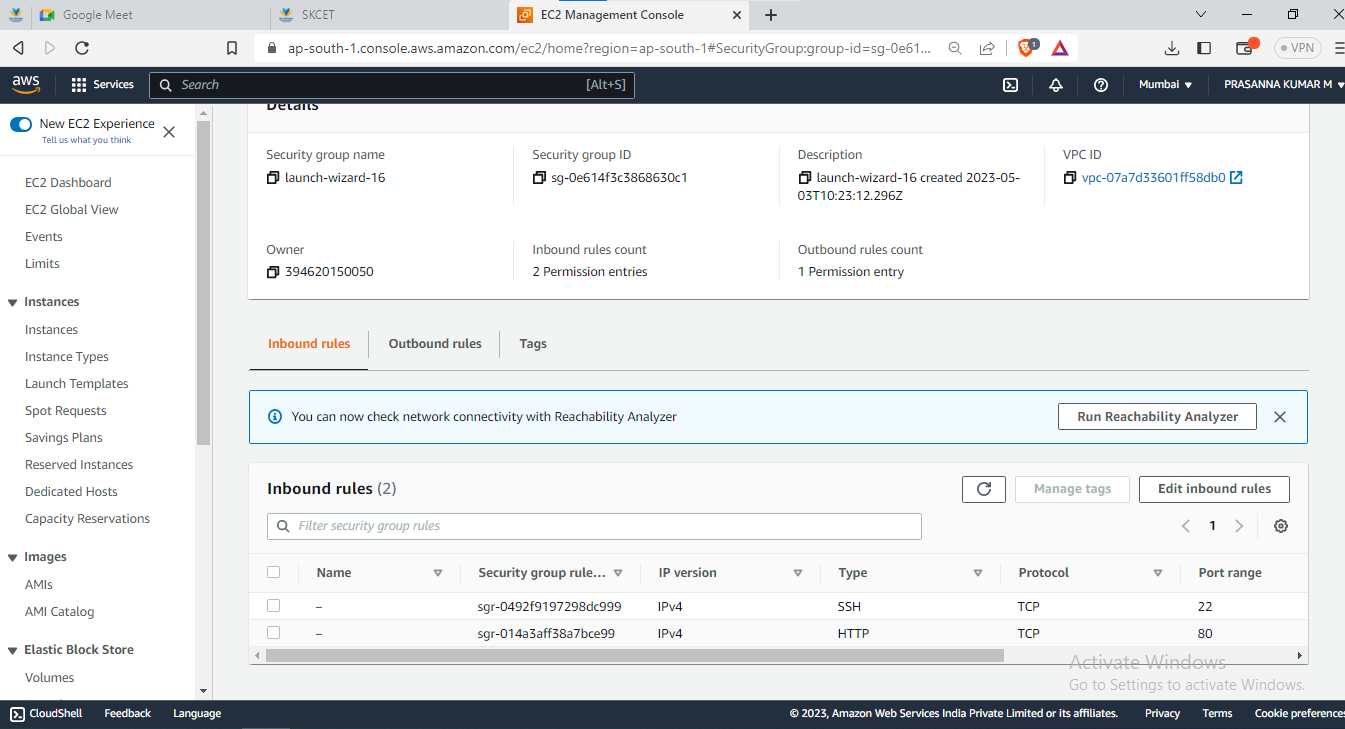 Google Meet
SKCET
EC2 Management Console
ap-south-1.console.aws.amazon.com/ec2/home?region=ap-south-1#SecurityGroup:group-id=sg-0e61...
1
VPN
aws
Services
Search
[Alt+S]
Mumbai
PRASANNA KUMAR M
New EC2 Experience
Tell us what you think
EC2 Dashboard
EC2 Global View
Events
Limits
Instances
Instances
Instance Types
Launch Templates
Spot Requests
Savings Plans
Reserved Instances
Dedicated Hosts
Capacity Reservations
Images
AMIs
AMI Catalog
Elastic Block Store
Volumes
Details
Security group name
launch-wizard-16
Security group ID
sg-0e614f3c3868630c1
Description
launch-wizard-16 created 2023-05-
03T10:23:12.296Z
VPC ID
vpc-07a7d33601ff58db0
Owner
394620150050
Inbound rules count
2 Permission entries
Outbound rules count
1 Permission entry
Inbound rules
Outbound rules
Tags
You can now check network connectivity with Reachability Analyzer
Run Reachability Analyzer
Inbound rules (2)
Manage tags
Edit inbound rules
Filter security group rules
1
Name Security group rule... IP version Type Protocol Port range
– sgr-0492f9197298dc999 IPv4 SSH TCP 22
– sgr-014a3aff38a7bce99 IPv4 HTTP TCP 80
Activate Windows
Go to Settings to activate Windows.
CloudShell
Feedback
Language
© 2023, Amazon Web Services India Private Limited or its affiliates.
Privacy
Terms
Cookie preferences